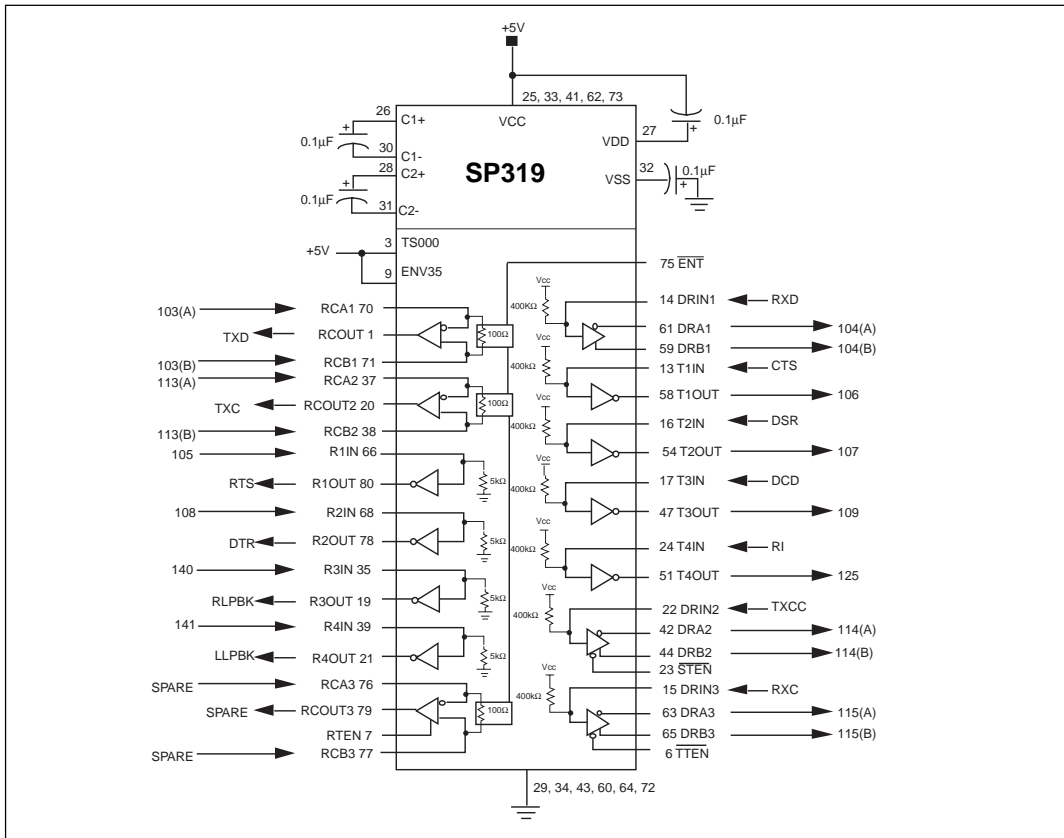 +5V
25, 33, 41, 62, 73
26
C1+
VCC
27
0.1µF
0.1µF
VDD
30
C1-
28
C2+
SP319
32
0.1µF
VSS
0.1µF
31
C2-
+5V
3
TS000
9
ENV35
75 ENT
Vcc
400KΩ
14 DRIN1
RXD
103(A)
RCA1 70
61 DRA1
104(A)
TXD
RCOUT 1
100Ω
59 DRB1
104(B)
103(B)
RCB1 71
Vcc
400kΩ
13 T1IN
CTS
113(A)
RCA2 37
58 T1OUT
106
TXC
RCOUT2 20
100Ω
Vcc
400kΩ
16 T2IN
DSR
113(B)
RCB2 38
54 T2OUT
107
105
R1IN 66
Vcc
400kΩ
17 T3IN
DCD
RTS
R1OUT 80
5kΩ
47 T3OUT
109
108
R2IN 68
Vcc
400kΩ
24 T4IN
RI
DTR
R2OUT 78
5kΩ
51 T4OUT
125
140
R3IN 35
Vcc
400kΩ
22 DRIN2
TXCC
RLPBK
R3OUT 19
5kΩ
42 DRA2
114(A)
141
R4IN 39
44 DRB2
114(B)
LLPBK
R4OUT 21
5kΩ
23 STEN
SPARE
RCA3 76
Vcc
400kΩ
15 DRIN3
RXC
SPARE
RCOUT3 79
100Ω
63 DRA3
115(A)
RTEN 7
65 DRB3
115(B)
SPARE
RCB3 77
6 TTEN
29, 34, 43, 60, 64, 72